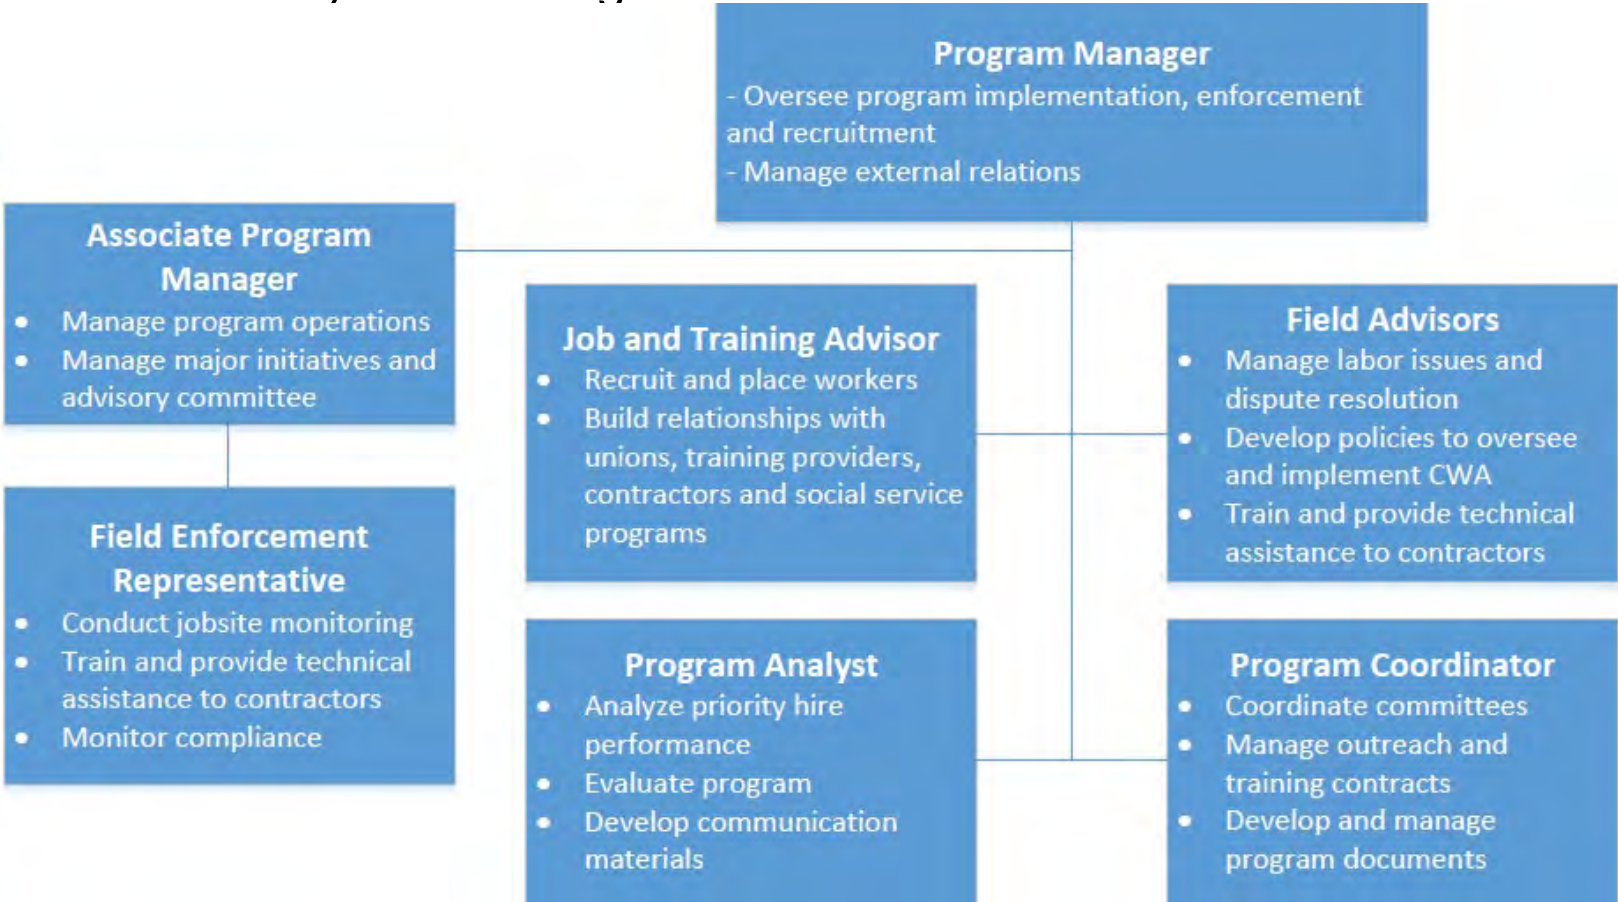 Program Manager
- Oversee program implementation, enforcement
and recruitment
- Manage external relations
Associate Program
Manager
• Manage program operations
• Manage major initiatives and
advisory committee
Field Enforcement
Representative
• Conduct jobsite monitoring
• Train and provide technical
assistance to contractors
• Monitor compliance
Job and Training Advisor
• Recruit and place workers
• Build relationships with
unions, training providers,
contractors and social service
programs
Field Advisors
• Manage labor issues and
dispute resolution
• Develop policies to oversee
and implement CWA
• Train and provide technical
assistance to contractors
Program Analyst
• Analyze priority hire
performance
• Evaluate program
• Develop communication
materials
Program Coordinator
• Coordinate committees
• Manage outreach and
training contracts
• Develop and manage
program documents